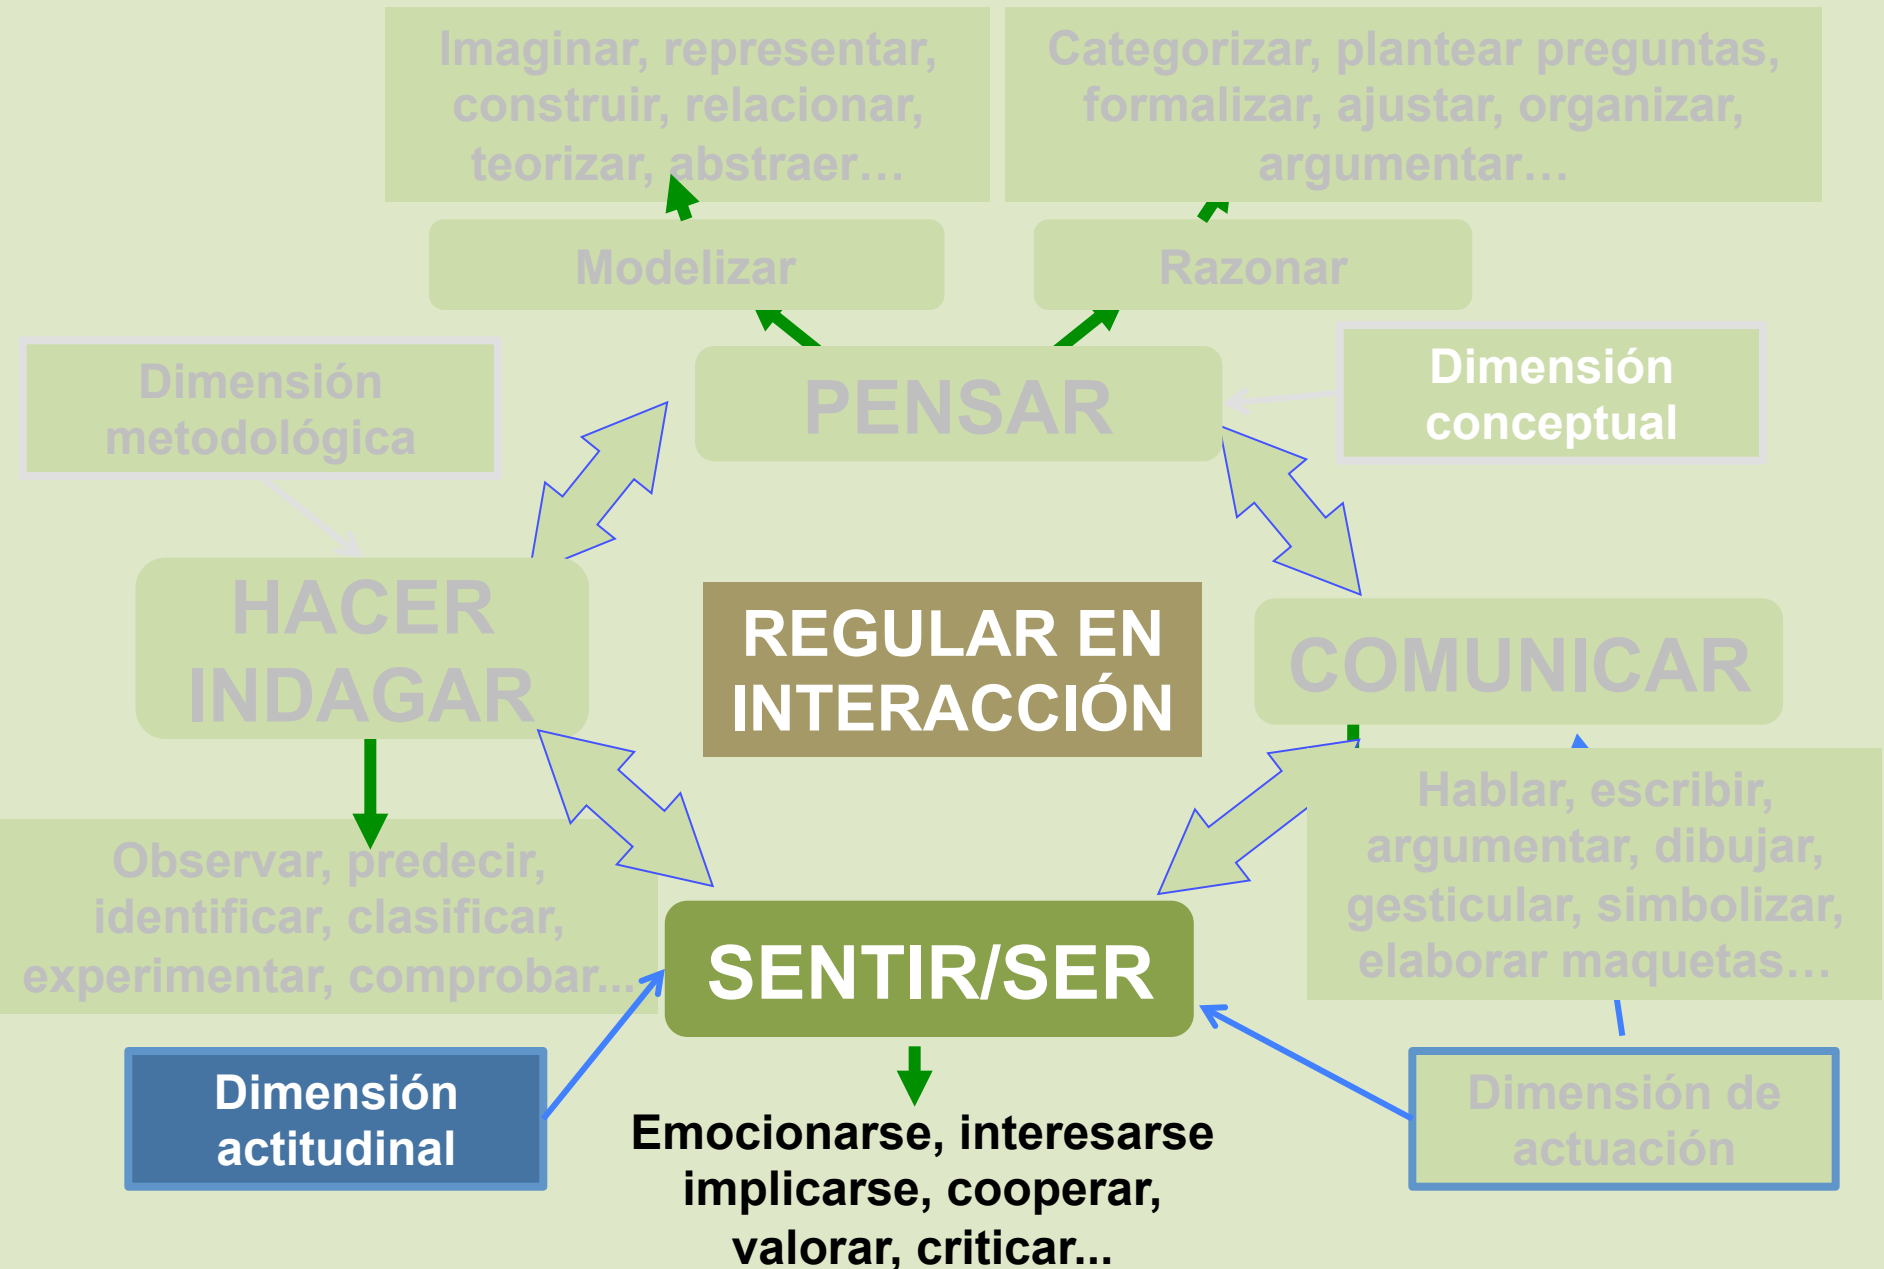 Imaginar, representar,
construir, relacionar,
teorizar, abstraer…
Categorizar, plantear preguntas,
formalizar, ajustar, organizar,
argumentar…
Modelizar
Razonar
Dimensión
metodológica
PENSAR
Dimensión
conceptual
HACER
INDAGAR
REGULAR EN
INTERACCIÓN
COMUNICAR
Observar, predecir,
identificar, clasificar,
experimentar, comprobar...
Hablar, escribir,
argumentar, dibujar,
gesticular, simbolizar,
elaborar maquetas…
SENTIR/SER
Dimensión
actitudinal
Emocionarse, interesarse
implicarse, cooperar,
valorar, criticar...
Dimensión de
actuación